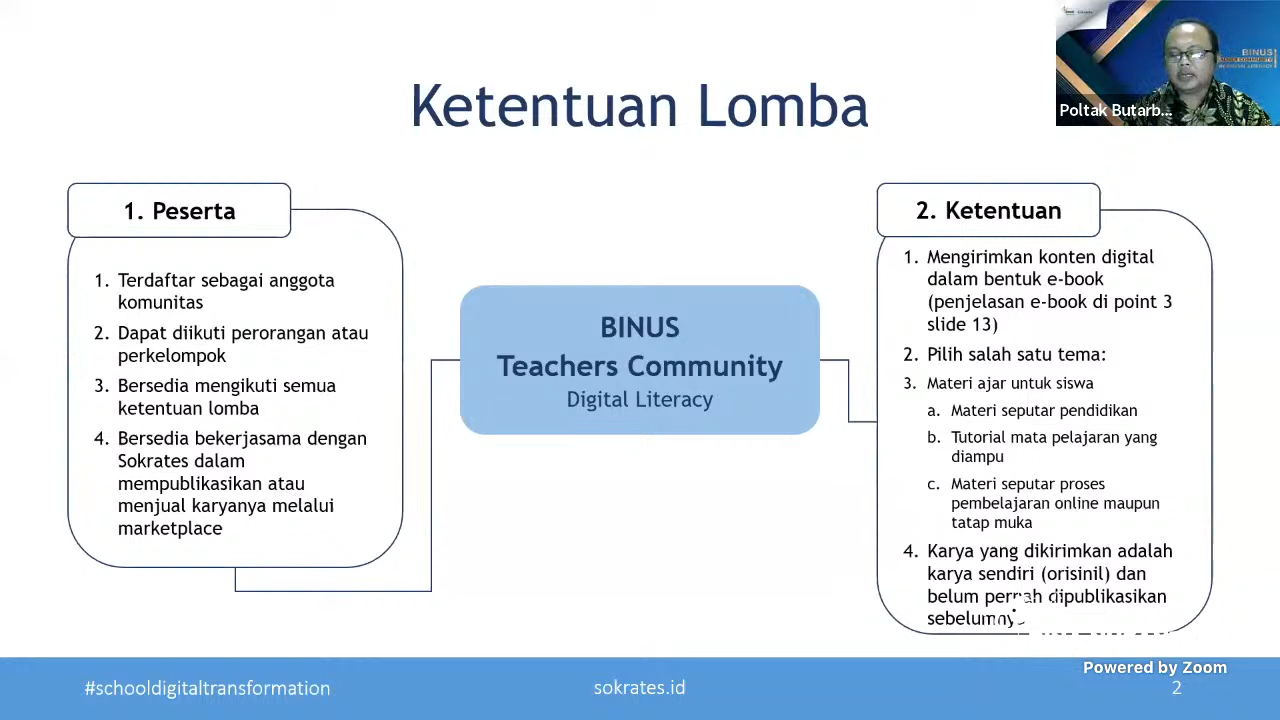 BINUS
IN DIGITAL LITERACY
Poltak Butarb...
Ketentuan Lomba
1. Peserta
1. Terdaftar sebagai anggota
komunitas
2. Dapat diikuti perorangan atau
perkelompok
3. Bersedia mengikuti semua
ketentuan lomba
4. Bersedia bekerjasama dengan
Sokrates dalam
mempublikasikan atau
menjual karyanya melalui
marketplace
BINUS
Teachers Community
Digital Literacy
2. Ketentuan
1. Mengirimkan konten digital
dalam bentuk e-book
(penjelasan e-book di point 3
slide 13)
2. Pilih salah satu tema:
3. Materi ajar untuk siswa
a. Materi seputar pendidikan
b. Tutorial mata pelajaran yang
diampu
c. Materi seputar proses
pembelajaran online maupun
tatap muka
4. Karya yang dikirimkan adalah
karya sendiri (orisinil) dan
belum pernah dipublikasikan
sebelumnya
Powered by Zoom
#schooldigitaltransformation
sokrates.id
2